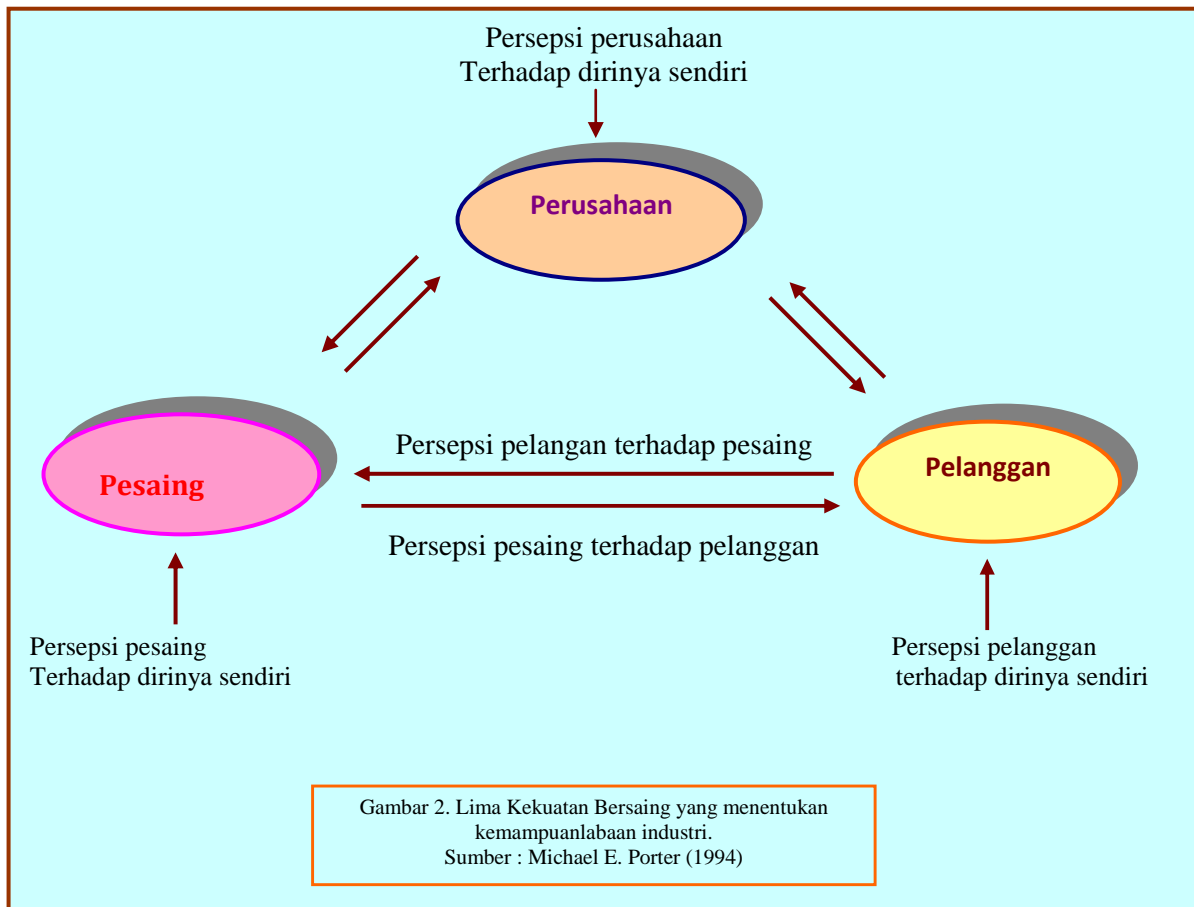 Persepsi perusahaan
Terhadap dirinya sendiri
Perusahaan
Persepsi pelangan terhadap pesaing
Pesaing
Pelanggan
Persepsi pesaing terhadap pelanggan
Persepsi pesaing
Terhadap dirinya sendiri
Persepsi pelanggan
terhadap dirinya sendiri
Gambar 2. Lima Kekuatan Bersaing yang menentukan
kemampuanlabaan industri.
Sumber : Michael E. Porter (1994)